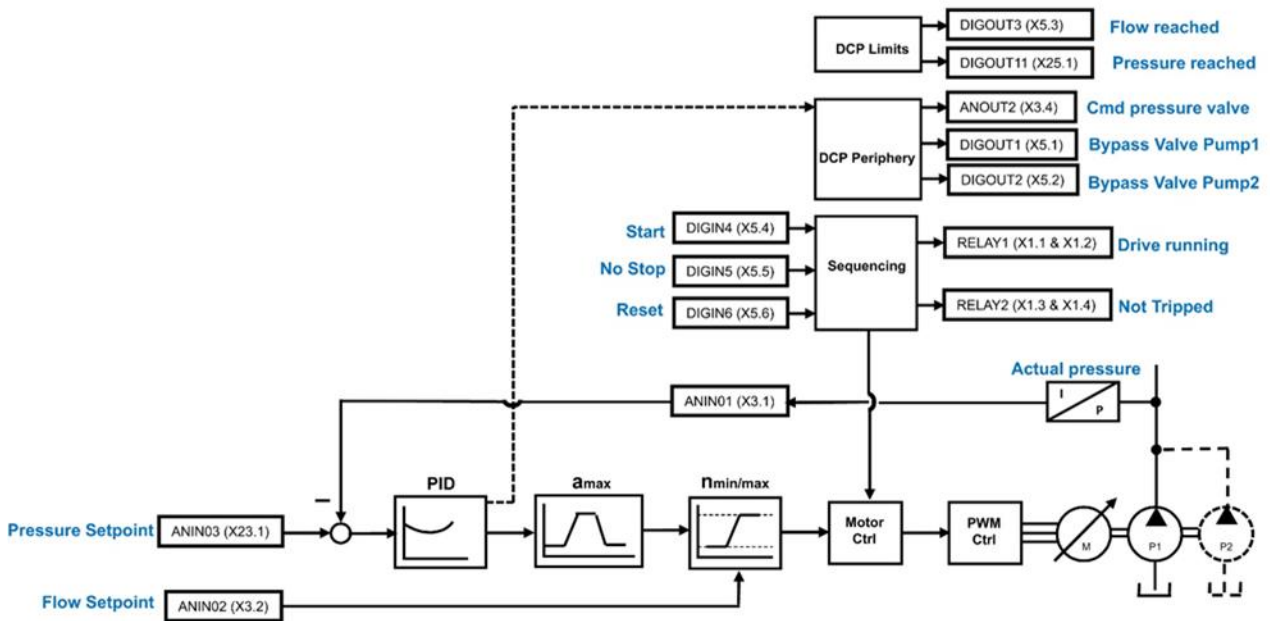 DCP Limits
DIGOUT3 (X5.3)
Flow reached
DIGOUT11 (X25.1)
Pressure reached
DCP Periphery
ANOUT2 (X3.4)
Cmd pressure valve
DIGOUT1 (X5.1)
Bypass Valve Pump1
DIGOUT2 (X5.2)
Bypass Valve Pump2
Start
DIGIN4 (X5.4)
No Stop
DIGIN5 (X5.5)
Reset
DIGIN6 (X5.6)
Sequencing
RELAY1 (X1.1 & X1.2)
Drive running
RELAY2 (X1.3 & X1.4)
Not Tripped
Actual pressure
ANIN01 (X3.1)
I
P
PID
amax
nmin/max
–
Pressure Setpoint
ANIN03 (X23.1)
Motor
Ctrl
PWM
Ctrl
M
P1
P2
Flow Setpoint
ANIN02 (X3.2)